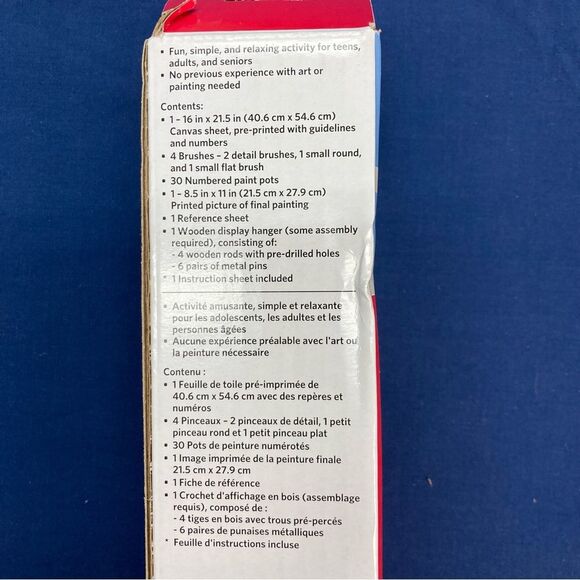 • Fun, simple, and relaxing activity for teens,
adults, and seniors
• No previous experience with art or
painting needed
Contents:
• 1 – 16 in x 21.5 in (40.6 cm x 54.6 cm)
Canvas sheet, pre-printed with guidelines
and numbers
• 4 Brushes – 2 detail brushes, 1 small round,
and 1 small flat brush
• 30 Numbered paint pots
• 1 – 8.5 in x 11 in (21.5 cm x 27.9 cm)
Printed picture of final painting
• 1 Reference sheet
• 1 Wooden display hanger (some assembly
required), consisting of:
- 4 wooden rods with pre-drilled holes
- 6 pairs of metal pins
* 1 Instruction sheet included
• Activité amusante, simple et relaxante
pour les adolescents, les adultes et les
personnes âgées
• Aucune expérience préalable avec l'art ou
la peinture nécessaire
Contenu :
• 1 Feuille de toile pré-imprimée de
40.6 cm x 54.6 cm avec des repères et
numéros
• 4 Pinceaux – 2 pinceaux de détail, 1 petit
pinceau rond et 1 petit pinceau plat
• 30 Pots de peinture numérotés
• 1 Image imprimée de la peinture finale
21.5 cm x 27.9 cm
• 1 Fiche de référence
• 1 Crochet d'affichage en bois (assemblage
requis), composé de :
- 4 tiges en bois avec trous pré-percés
- 6 paires de punaises métalliques
* Feuille d'instructions incluse